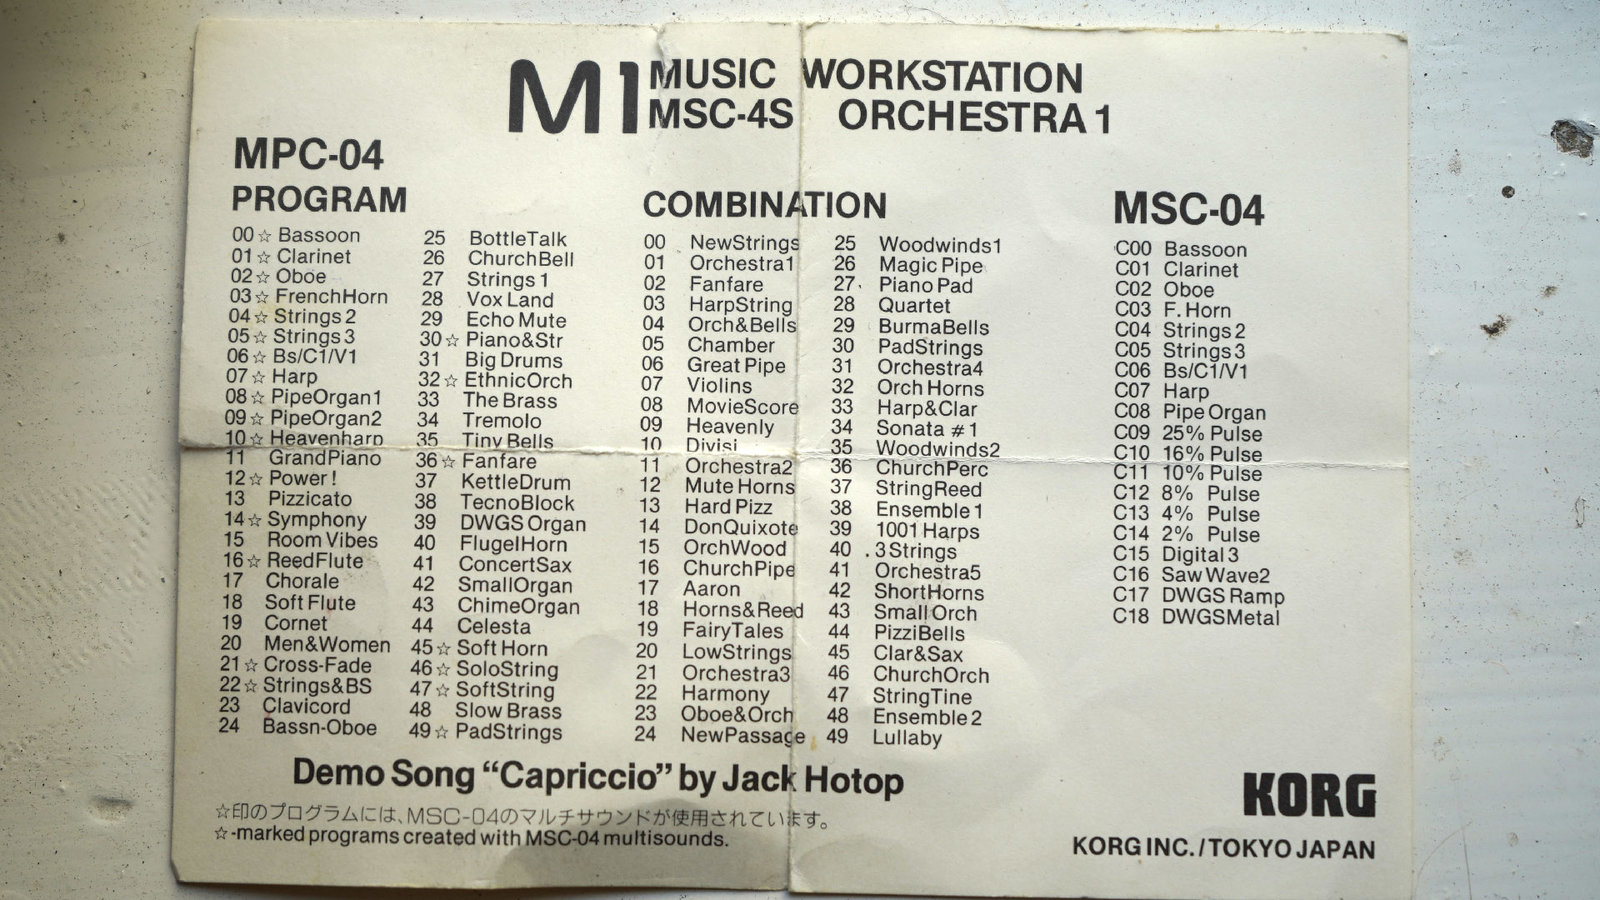 M1 MUSIC WORKSTATION
MSC-4S ORCHESTRA 1
MPC-04
PROGRAM
00 ☆ Bassoon
01 ☆ Clarinet
02 ☆ Oboe
03 ☆ FrenchHorn
04 ☆ Strings 2
05 ☆ Strings 3
06 ☆ Bs/C1/V1
07 ☆ Harp
08 ☆ PipeOrgan1
09 ☆ PipeOrgan2
10 ☆ Heavenharp
11 GrandPiano
12 ☆ Power!
13 Pizzicato
14 ☆ Symphony
15 Room Vibes
16 ☆ ReedFlute
17 Chorale
18 Soft Flute
19 Cornet
20 Men&Women
21 ☆ Cross-Fade
22 ☆ Strings&BS
23 Clavicord
24 Bassn-Oboe
25 BottleTalk
26 ChurchBell
27 Strings 1
28 Vox Land
29 Echo Mute
30 ☆ Piano&Str
31 Big Drums
32 ☆ EthnicOrch
33 The Brass
34 Tremolo
35 Tiny Bells
36 ☆ Fanfare
37 KettleDrum
38 TecnoBlock
39 DWGS Organ
40 FlugelHorn
41 ConcertSax
42 SmallOrgan
43 ChimeOrgan
44 Celesta
45 ☆ Soft Horn
46 ☆ SoloString
47 ☆ SoftString
48 Slow Brass
49 ☆ PadStrings
COMBINATION
00 NewStrings
01 Orchestra1
02 Fanfare
03 HarpString
04 Orch&Bells
05 Chamber
06 Great Pipe
07 Violins
08 MovieScore
09 Heavenly
10 Divisi
11 Orchestra2
12 Mute Horns
13 Hard Pizz
14 DonQuixote
15 OrchWood
16 ChurchPipe
17 Aaron
18 Horns&Reed
19 FairyTales
20 LowStrings
21 Orchestra3
22 Harmony
23 Oboe&Orch
24 NewPassage
25 Woodwinds1
26 Magic Pipe
27 Piano Pad
28 Quartet
29 BurmaBells
30 PadStrings
31 Orchestra4
32 Orch Horns
33 Harp&Clar
34 Sonata #1
35 Woodwinds2
36 ChurchPerc
37 StringReed
38 Ensemble 1
39 1001 Harps
40 .3 Strings
41 Orchestra5
42 ShortHorns
43 Small Orch
44 PizziBells
45 Clar&Sax
46 ChurchOrch
47 StringTine
48 Ensemble 2
49 Lullaby
MSC-04
C00 Bassoon
C01 Clarinet
C02 Oboe
C03 F. Horn
C04 Strings 2
C05 Strings 3
C06 Bs/C1/V1
C07 Harp
C08 Pipe Organ
C09 25% Pulse
C10 16% Pulse
C11 10% Pulse
C12 8% Pulse
C13 4% Pulse
C14 2% Pulse
C15 Digital 3
C16 Saw Wave2
C17 DWGS Ramp
C18 DWGSMetal
Demo Song “Capriccio” by Jack Hotop
☆印のプログラムには、MSC-04のマルチサウンドが使用されています。
☆-marked programs created with MSC-04 multisounds.
KORG
KORG INC. / TOKYO JAPAN